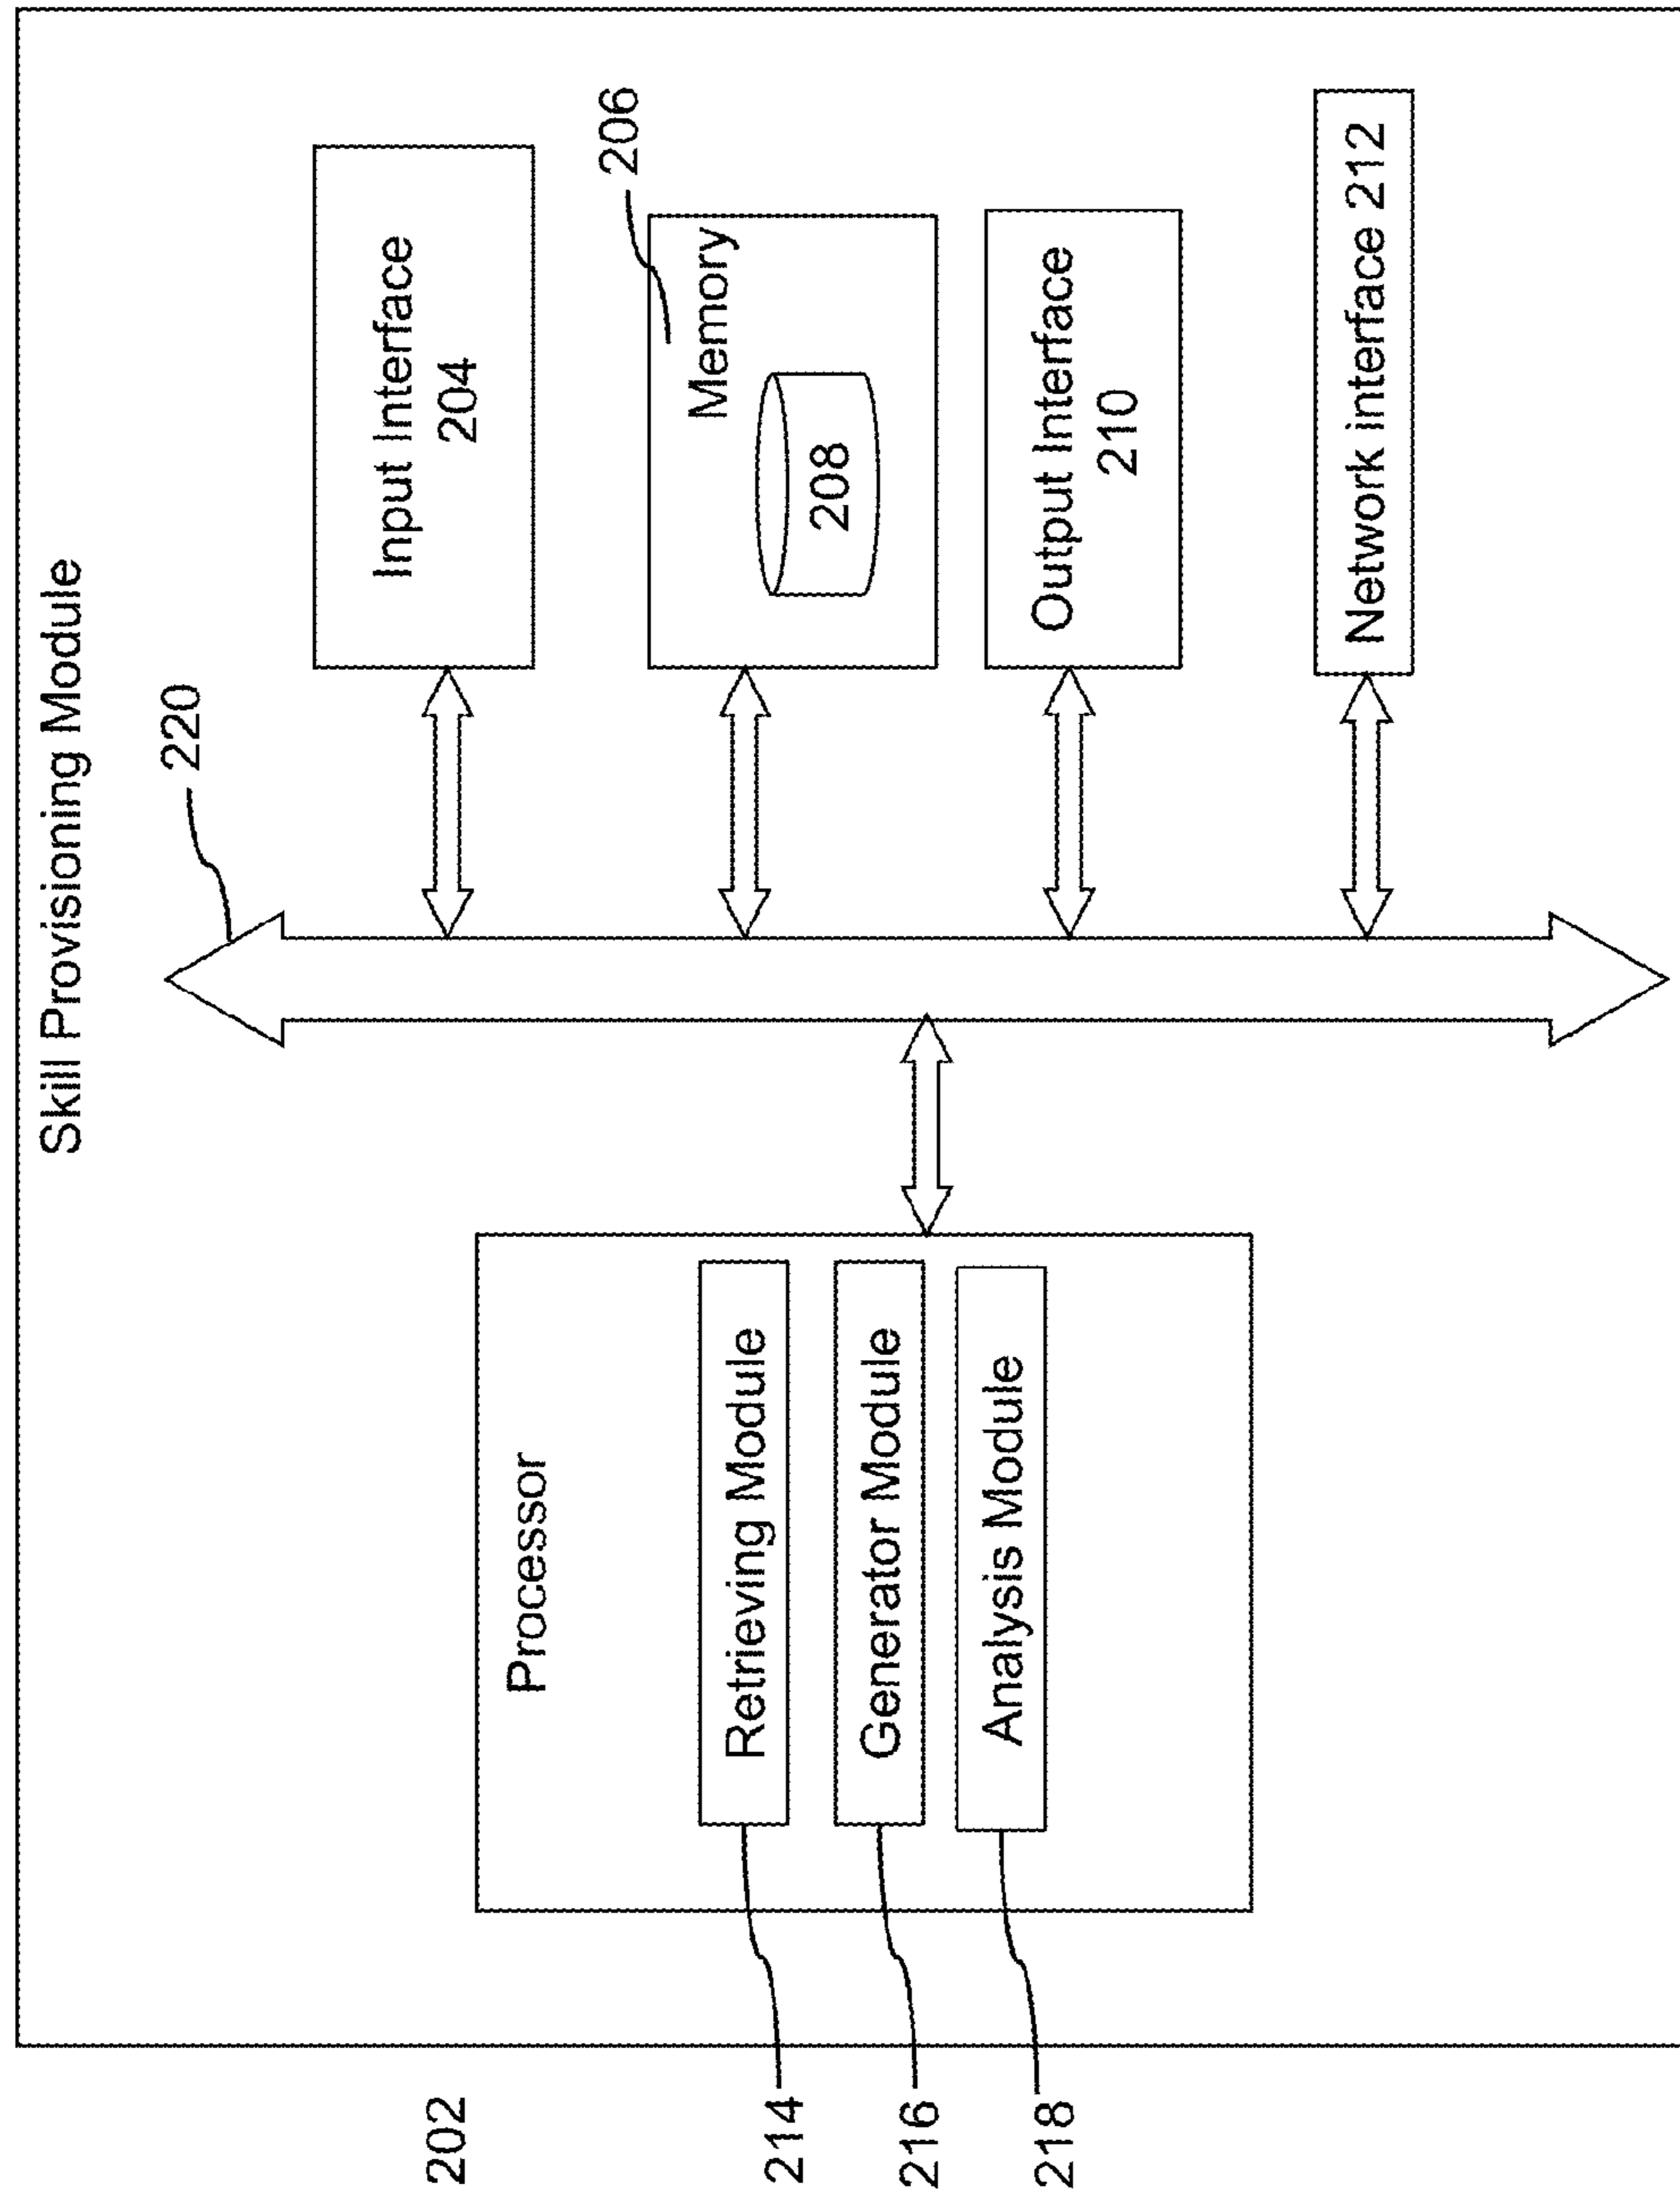 Skill Provisioning Module
220
202
Processor
214
Retrieving Module
216
Generator Module
218
Analysis Module
Input Interface
204
206
Memory
208
Output Interface
210
Network interface 212